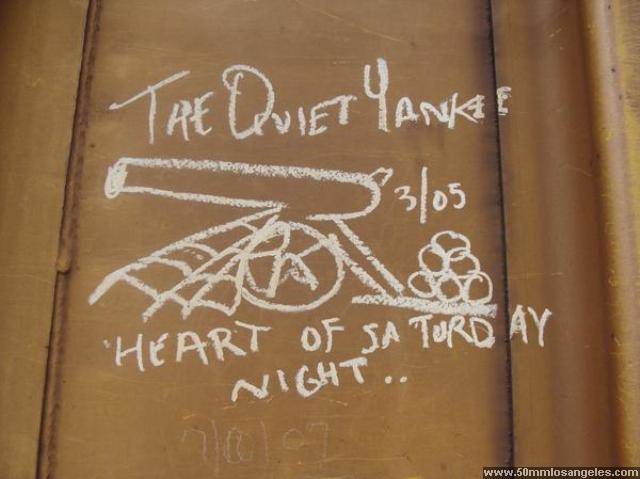 THE QUIET YANKEE
3/05
HEART OF SATURDAY
NIGHT..
www.50mmlosangeles.com